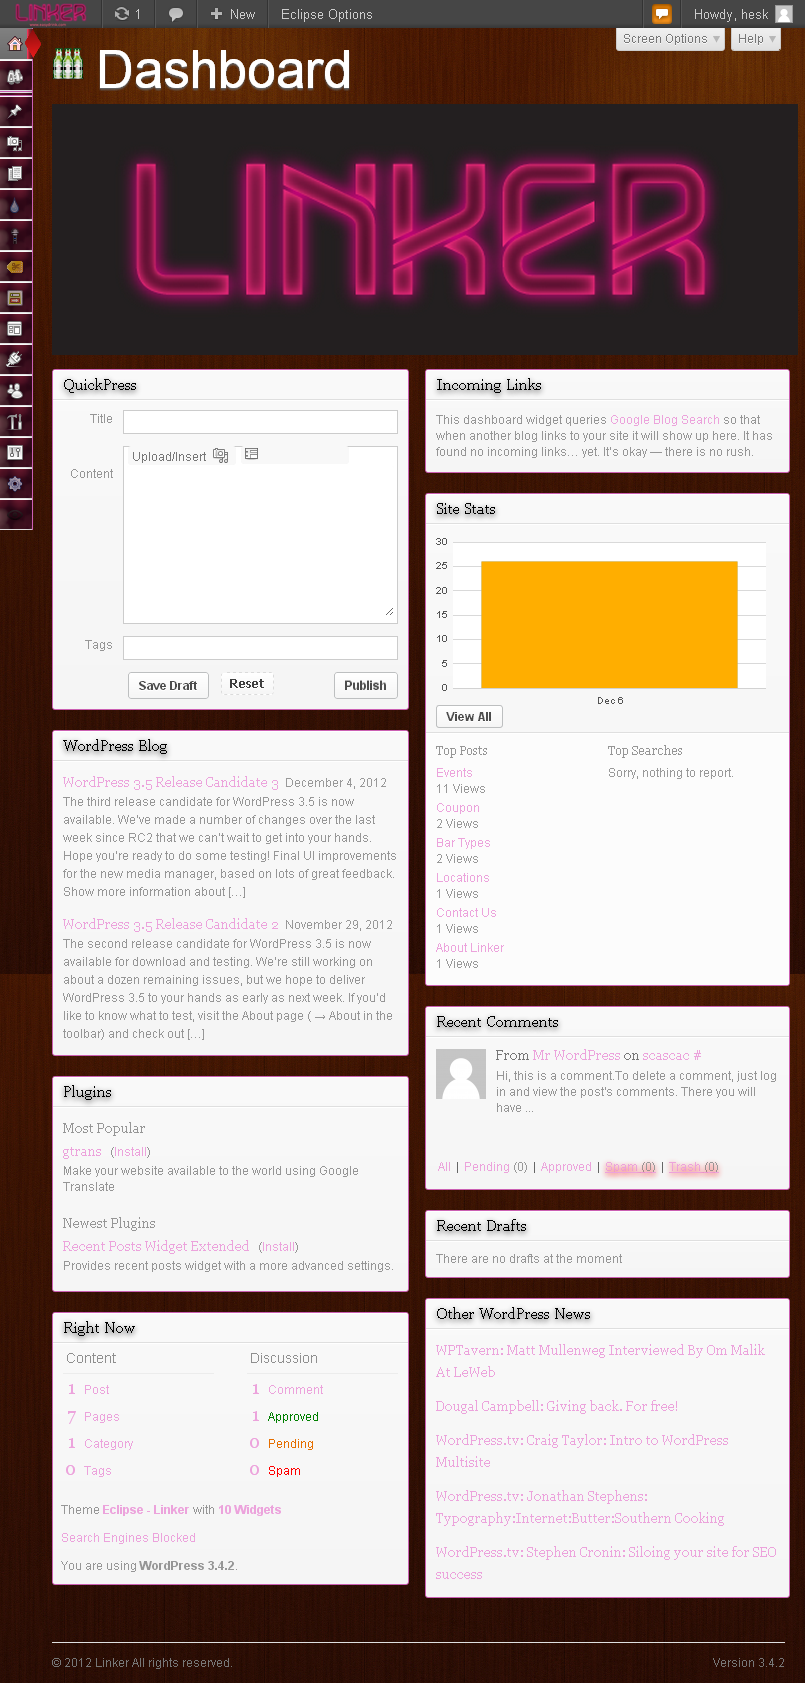 LINKER
1
New
Eclipse Options
Howdy, hesk
Screen Options
Help
Dashboard
LINKER
QuickPress
Title
Upload/Insert
Content
Tags
Save Draft
Reset
Publish
WordPress Blog
WordPress 3.5 Release Candidate 3 December 4, 2012
The third release candidate for WordPress 3.5 is now
available. We've made a number of changes over the last
week since RC2 that we can't wait to get into your hands.
Hope you're ready to do some testing! Final UI improvements
for the new media manager, based on lots of great feedback.
Show more information about [...]
WordPress 3.5 Release Candidate 2 November 29, 2012
The second release candidate for WordPress 3.5 is now
available for download and testing. We're still working on
about a dozen remaining issues, but we hope to deliver
WordPress 3.5 to your hands as early as next week. If you'd
like to know what to test, visit the About page ( → About in the
toolbar) and check out [...]
Plugins
Most Popular
gtrans (Install)
Make your website available to the world using Google
Translate
Newest Plugins
Recent Posts Widget Extended (Install)
Provides recent posts widget with a more advanced settings.
Right Now
Content
1 Post
7 Pages
1 Category
0 Tags
Discussion
1 Comment
1 Approved
0 Pending
0 Spam
Theme Eclipse - Linker with 10 Widgets
Search Engines Blocked
You are using WordPress 3.4.2.
Incoming Links
This dashboard widget queries Google Blog Search so that
when another blog links to your site it will show up here. It has
found no incoming links… yet. It's okay — there is no rush.
Site Stats
30
25
20
15
10
5
0
Dec 6
View All
Top Posts
Events
11 Views
Coupon
2 Views
Bar Types
2 Views
Locations
1 Views
Contact Us
1 Views
About Linker
1 Views
Top Searches
Sorry, nothing to report.
Recent Comments
From Mr WordPress on scascac #
Hi, this is a comment.To delete a comment, just log
in and view the post's comments. There you will
have ...
All | Pending (0) | Approved | Spam (0) | Trash (0)
Recent Drafts
There are no drafts at the moment
Other WordPress News
WPTavern: Matt Mullenweg Interviewed By Om Malik
At LeWeb
Dougal Campbell: Giving back. For free!
WordPress.tv: Craig Taylor: Intro to WordPress
Multisite
WordPress.tv: Jonathan Stephens:
Typography:Internet:Butter:Southern Cooking
WordPress.tv: Stephen Cronin: Siloing your site for SEO
success
© 2012 Linker All rights reserved.
Version 3.4.2